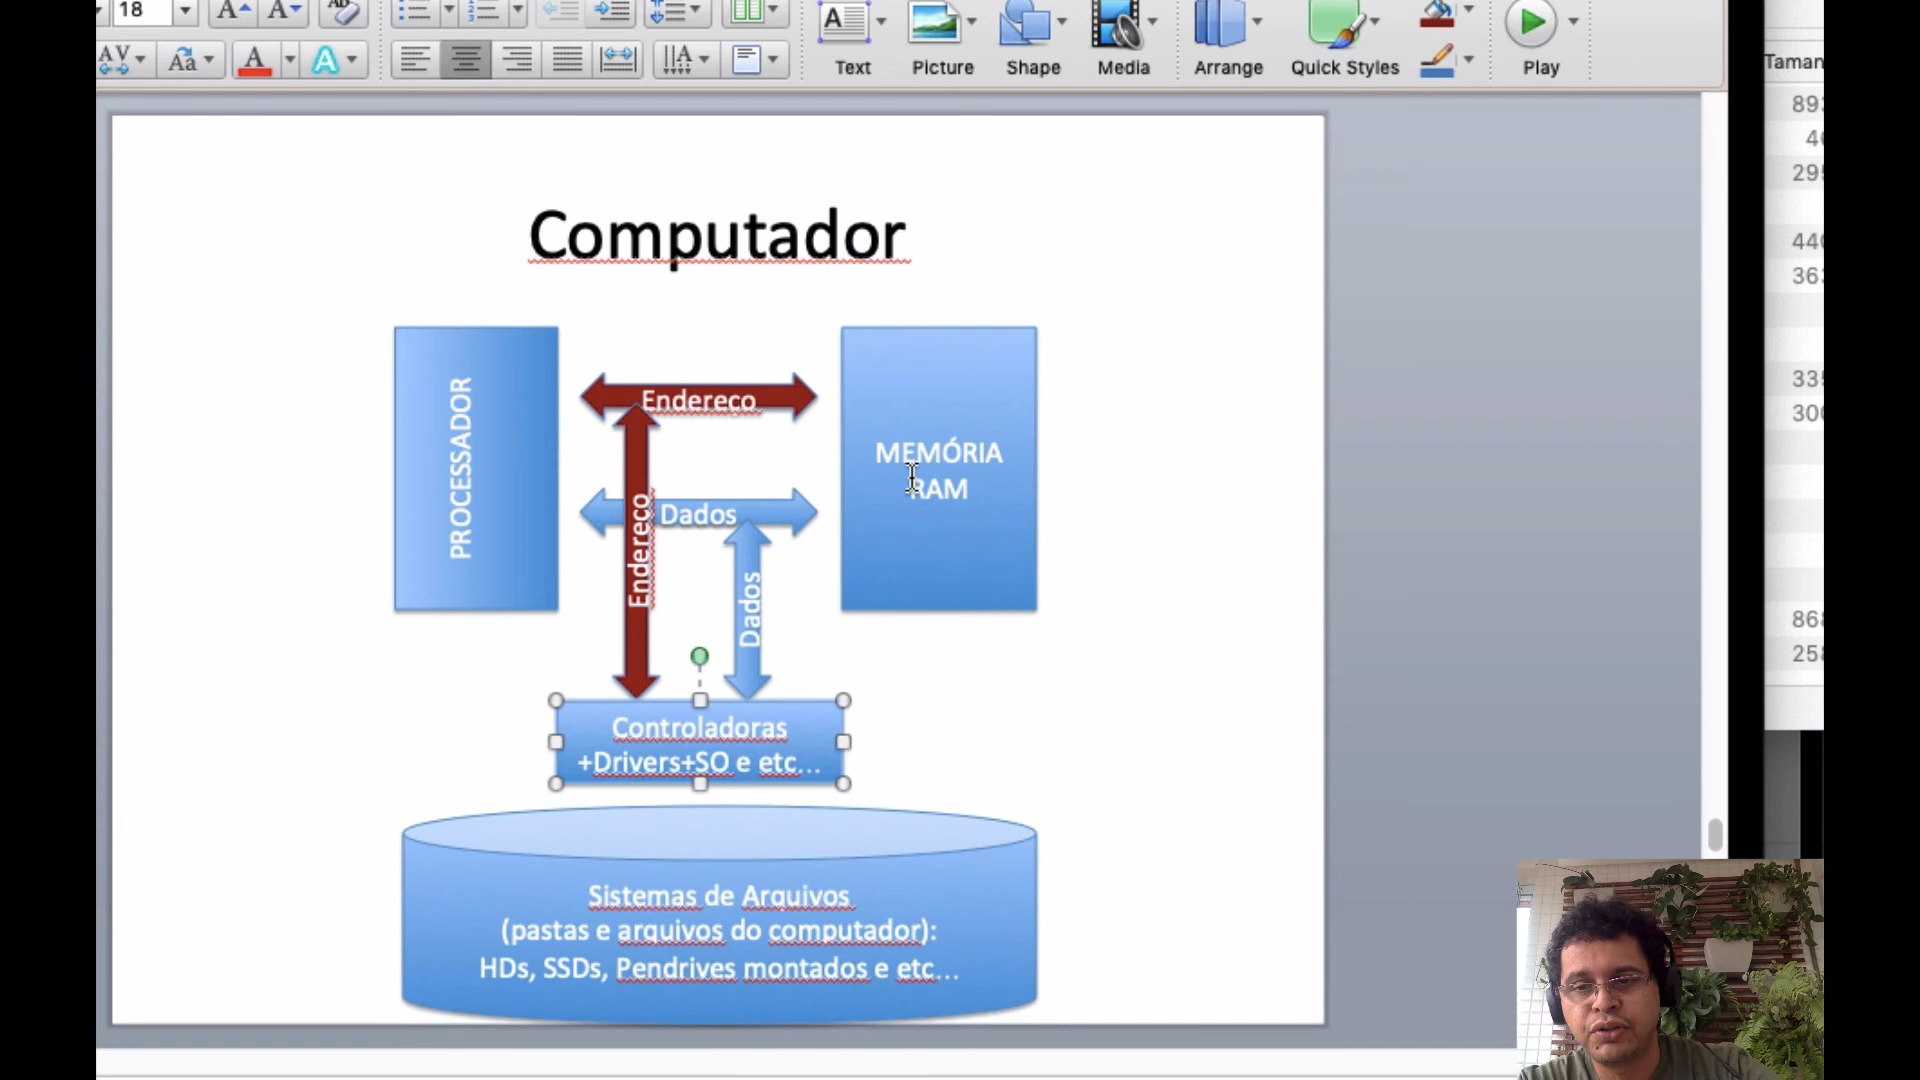 18
Text
Picture
Shape
Media
Arrange
Quick Styles
Play
Computador
PROCESSADOR
Endereco
MEMÓRIA
RAM
Dados
Endereco
Dados
Controladoras
+Drivers+SO e etc...
Sistemas de Arquivos
(pastas e arquivos do computador):
HDs, SSDs, Pendrives montados e etc...